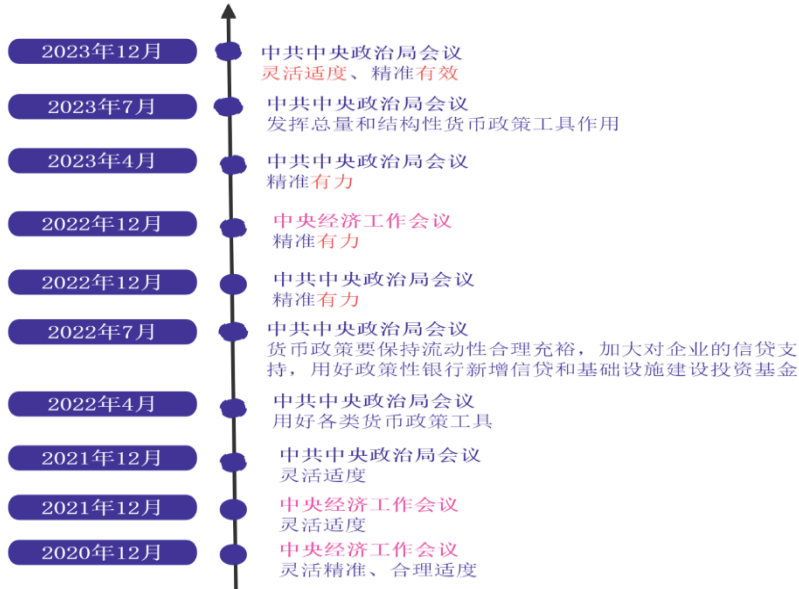 2023年12月
中共中央政治局会议
灵活适度、精准有效
2023年7月
中共中央政治局会议
发挥总量和结构性货币政策工具作用
2023年4月
中共中央政治局会议
精准有力
2022年12月
中央经济工作会议
精准有力
2022年12月
中共中央政治局会议
精准有力
2022年7月
中共中央政治局会议
货币政策要保持流动性合理充裕，加大对企业的信贷支
持，用好政策性银行新增信贷和基础设施建设投资基金
2022年4月
中共中央政治局会议
用好各类货币政策工具
2021年12月
中共中央政治局会议
灵活适度
2021年12月
中央经济工作会议
灵活适度
2020年12月
中央经济工作会议
灵活精准、合理适度